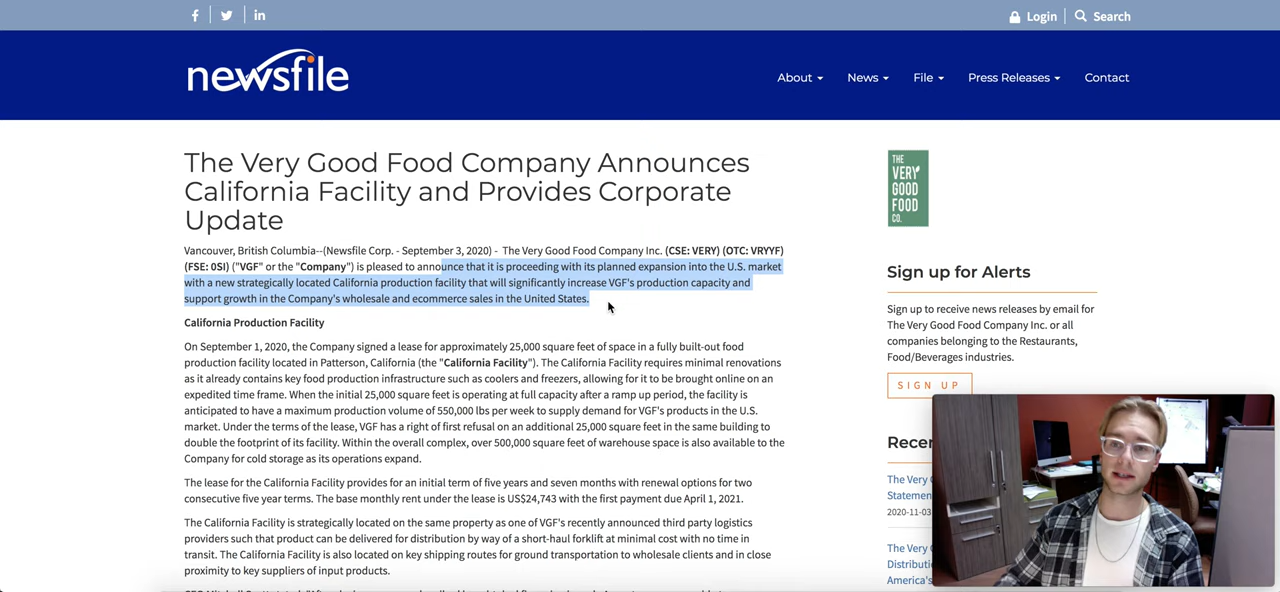 Login
Search
newsfile
About
News
File
Press Releases
Contact
The Very Good Food Company Announces
California Facility and Provides Corporate
Update
Vancouver, British Columbia--(Newsfile Corp. - September 3, 2020) - The Very Good Food Company Inc. (CSE: VERY) (OTC: VRYYF)
(FSE: 0SI) ("VGF" or the "Company") is pleased to announce that it is proceeding with its planned expansion into the U.S. market
with a new strategically located California production facility that will significantly increase VGF's production capacity and
support growth in the Company's wholesale and ecommerce sales in the United States.
California Production Facility
On September 1, 2020, the Company signed a lease for approximately 25,000 square feet of space in a fully built-out food
production facility located in Patterson, California (the "California Facility"). The California Facility requires minimal renovations
as it already contains key food production infrastructure such as coolers and freezers, allowing for it to be brought online on an
expedited time frame. When the initial 25,000 square feet is operating at full capacity after a ramp up period, the facility is
anticipated to have a maximum production volume of 550,000 lbs per week to supply demand for VGF's products in the U.S.
market. Under the terms of the lease, VGF has a right of first refusal on an additional 25,000 square feet in the same building to
double the footprint of its facility. Within the overall complex, over 500,000 square feet of warehouse space is also available to the
Company for cold storage as its operations expand.
The lease for the California Facility provides for an initial term of five years and seven months with renewal options for two
consecutive five year terms. The base monthly rent under the lease is US$24,743 with the first payment due April 1, 2021.
The California Facility is strategically located on the same property as one of VGF's recently announced third party logistics
providers such that product can be delivered for distribution by way of a short-haul forklift at minimal cost with no time in
transit. The California Facility is also located on key shipping routes for ground transportation to wholesale clients and in close
proximity to key suppliers of input products.
THE
VERY
GOOD
FOOD
CO.
Sign up for Alerts
Sign up to receive news releases by email for
The Very Good Food Company Inc. or all
companies belonging to the Restaurants,
Food/Beverages industries.
SIGN UP
Recen
The Very G
Statemen
2020-11-03
The Very G
Distributi
America's